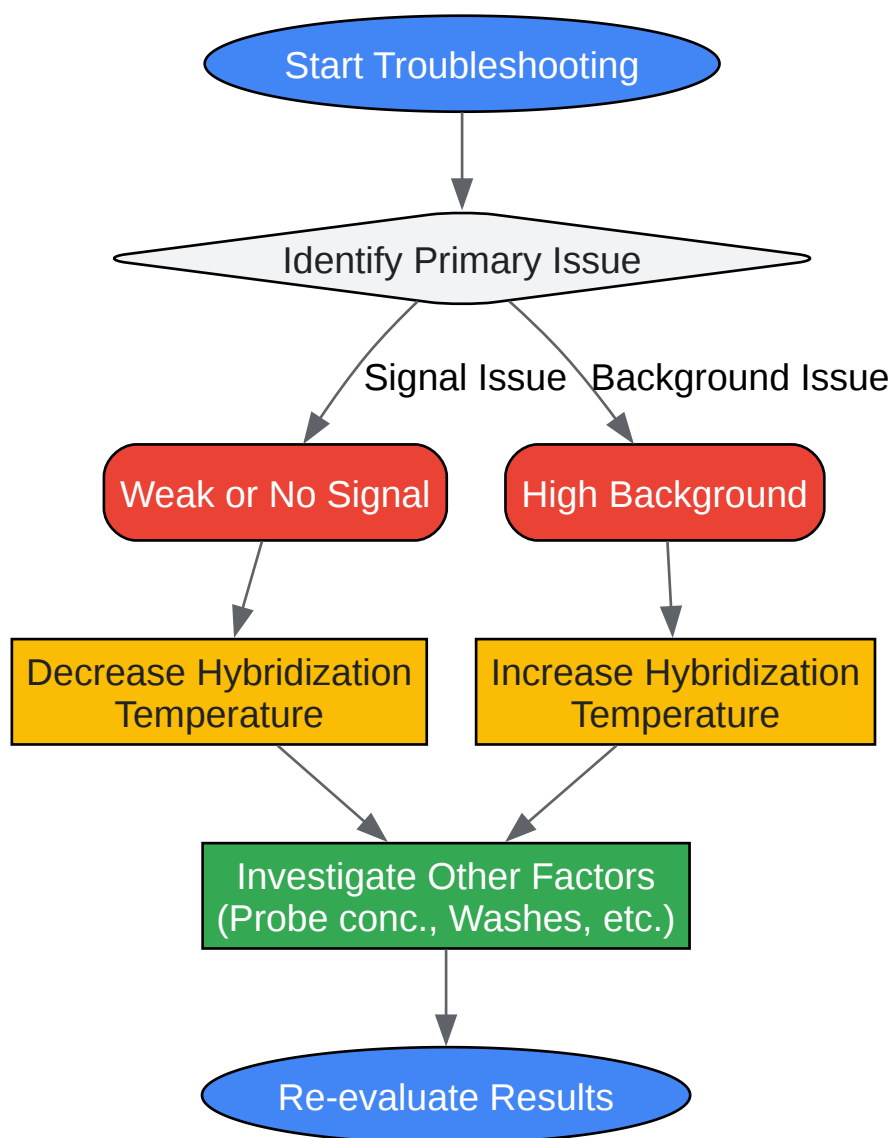 Start Troubleshooting
Identify Primary Issue
Signal Issue
Background Issue
Weak or No Signal
High Background
Decrease Hybridization
Temperature
Increase Hybridization
Temperature
Investigate Other Factors
(Probe conc., Washes, etc.)
Re-evaluate Results